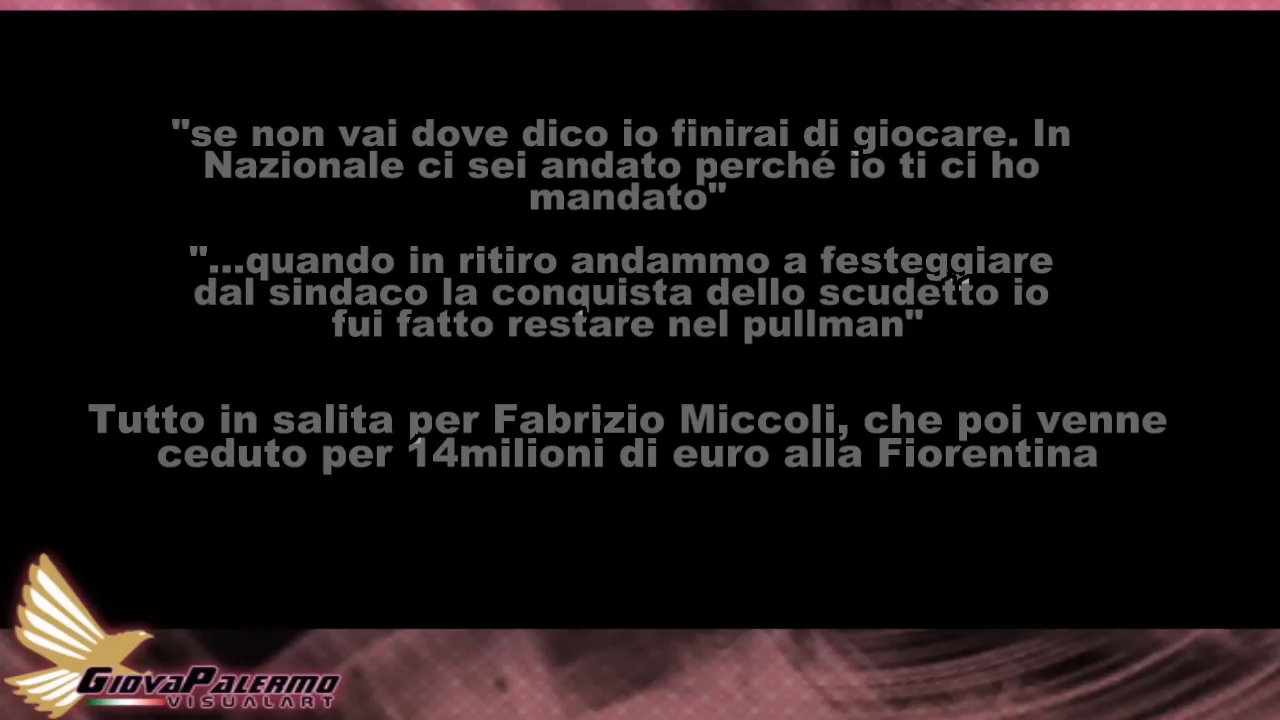 "se non vai dove dico io finirai di giocare. In
Nazionale ci sei andato perché io ti ci ho
mandato"
"...quando in ritiro andammo a festeggiare
dal sindaco la conquista dello scudetto io
fui fatto restare nel pullman"
Tutto in salita per Fabrizio Miccoli, che poi venne
ceduto per 14milioni di euro alla Fiorentina
GIOVAPALERMO
VISUALART